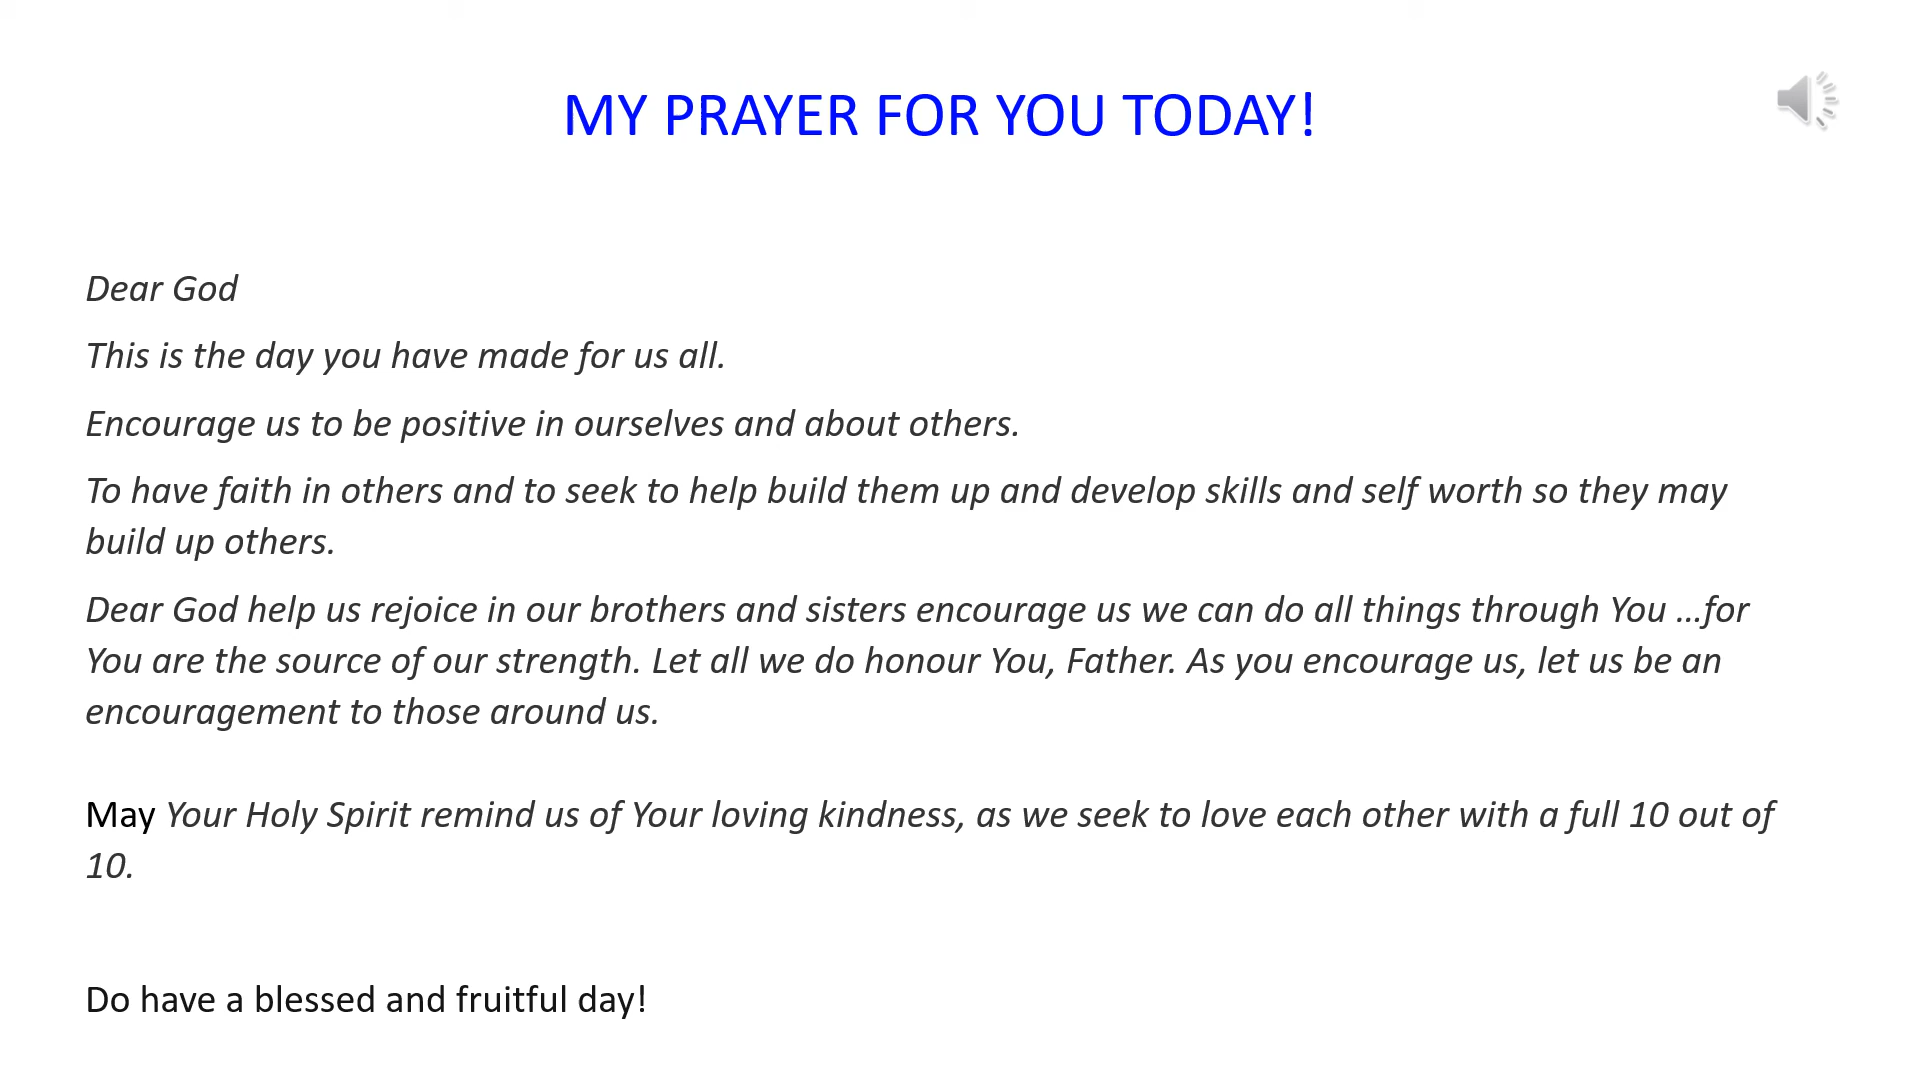 MY PRAYER FOR YOU TODAY!
Dear God
This is the day you have made for us all.
Encourage us to be positive in ourselves and about others.
To have faith in others and to seek to help build them up and develop skills and self worth so they may
build up others.
Dear God help us rejoice in our brothers and sisters encourage us we can do all things through You …for
You are the source of our strength. Let all we do honour You, Father. As you encourage us, let us be an
encouragement to those around us.
May Your Holy Spirit remind us of Your loving kindness, as we seek to love each other with a full 10 out of
10.
Do have a blessed and fruitful day!